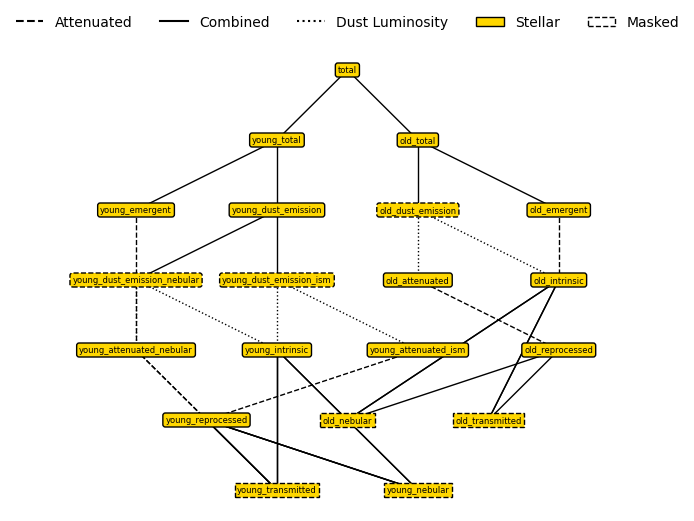 Attenuated Combined Dust Luminosity Stellar Masked
total
young_total old_total
young_emergent young_dust_emission old_dust_emission old_emergent
young_dust_emission_nebular young_dust_emission_ism old_attenuated old_intrinsic
young_attenuated_nebular young_intrinsic young_attenuated_ism old_reprocessed
young_reprocessed old_nebular old_transmitted
young_transmitted young_nebular